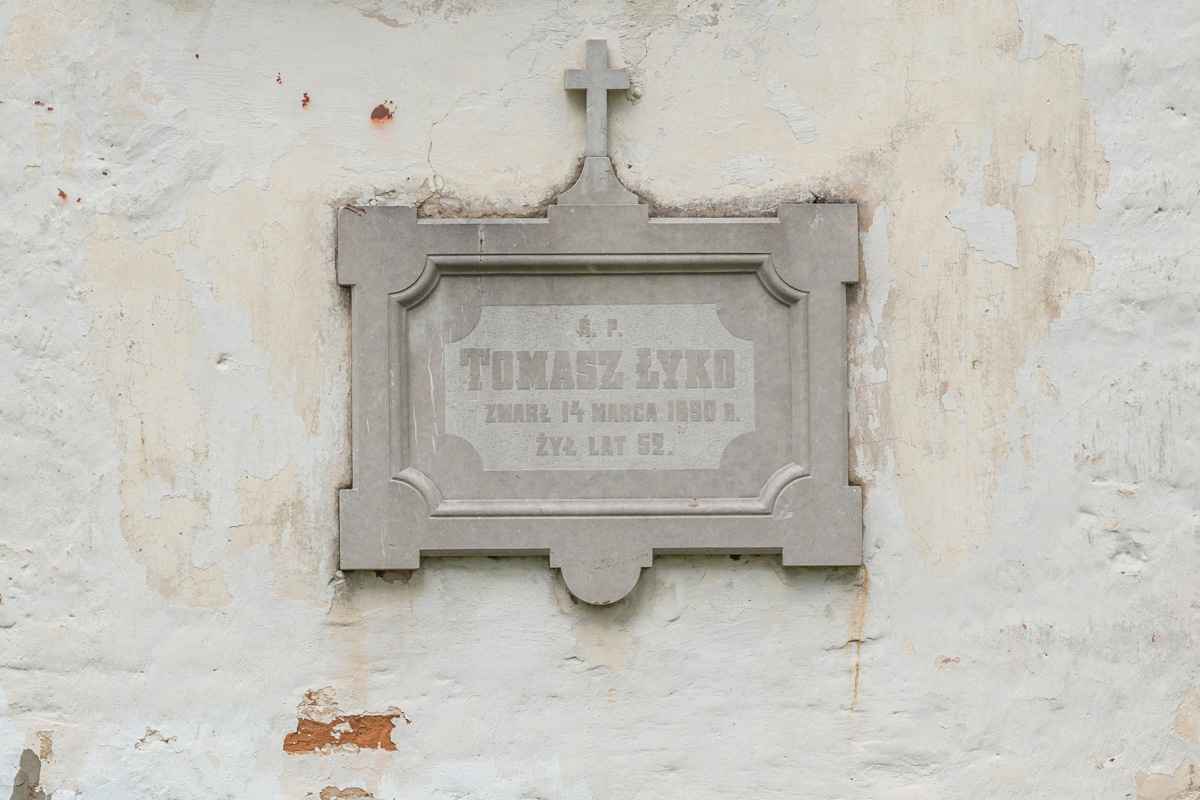 Ś. P.
TOMASZ ŁYKO
ZMARŁ 14 MARCA 1890 R.
ŻYŁ LAT 52.